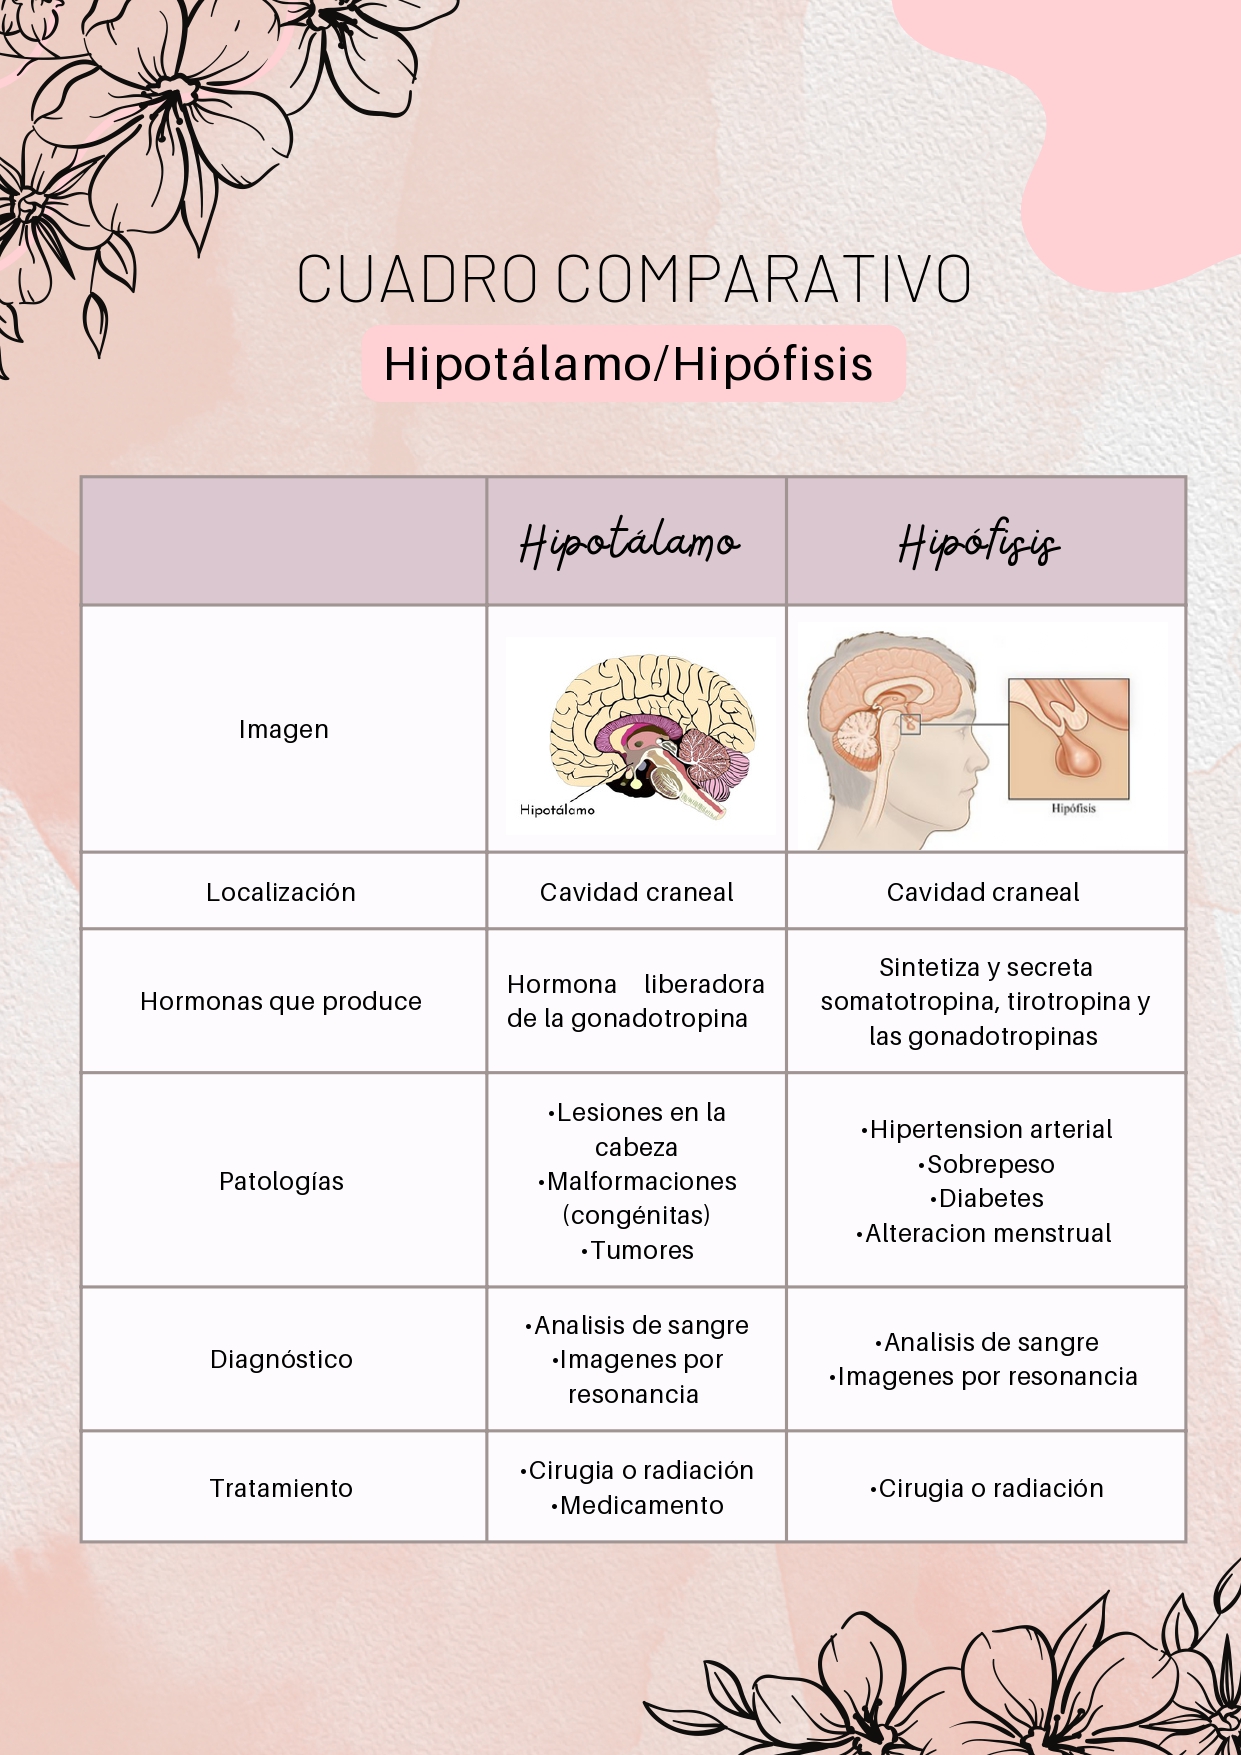 CUADRO COMPARATIVO
Hipotálamo/Hipófisis
Hipotálamo
Hipófisis
Imagen
Hipotálamo
Hipófisis
Localización
Cavidad craneal
Cavidad craneal
Hormonas que produce
Hormona liberadora
de la gonadotropina
Sintetiza y secreta
somatotropina, tirotropina y
las gonadotropinas
Patologías
•Lesiones en la
cabeza
•Malformaciones
(congénitas)
•Tumores
•Hipertension arterial
•Sobrepeso
•Diabetes
•Alteracion menstrual
Diagnóstico
•Analisis de sangre
•Imagenes por
resonancia
•Analisis de sangre
•Imagenes por resonancia
Tratamiento
•Cirugia o radiación
•Medicamento
•Cirugia o radiación